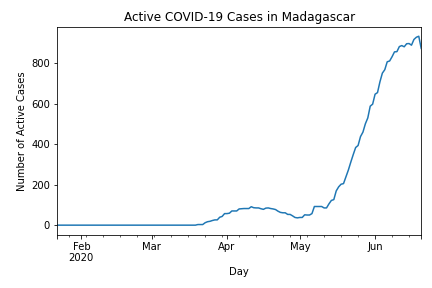 Active COVID-19 Cases in Madagascar
Number of Active Cases
800
600
400
200
0
Feb
2020
Mar
Apr
May
Jun
Day